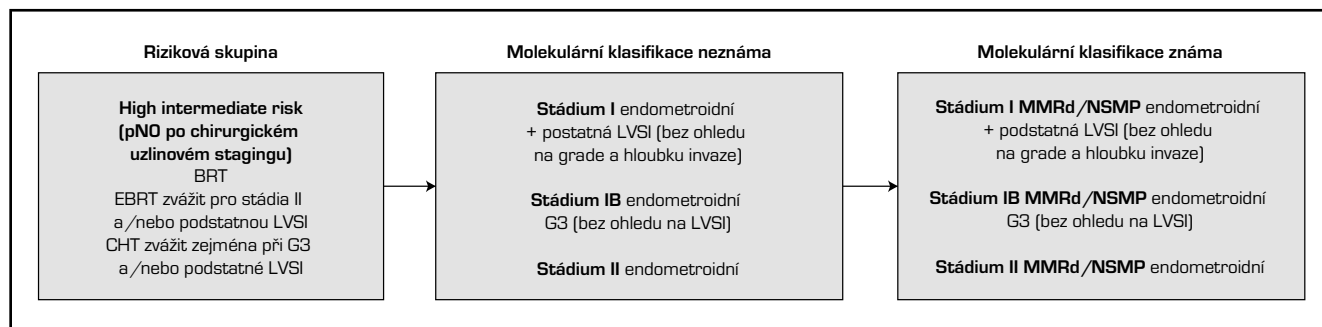 Riziková skupina
High intermediate risk
(pN0 po chirurgickém
uzlinovém stagingu)
BRT
EBRT zvážit pro stádia II
a/nebo podstatnou LVSI
CHT zvážit zejména při G3
a/nebo podstatné LVSI
Molekulární klasifikace neznáma
Stádium I endometroidní
+ postatná LVSI (bez ohledu
na grade a hloubku invaze)
Stádium IB endometroidní
G3 (bez ohledu na LVSI)
Stádium II endometroidní
Molekulární klasifikace známa
Stádium I MMRd/NSMP endometroidní
+ podstatná LVSI (bez ohledu
na grade a hloubku invaze)
Stádium IB MMRd/NSMP endometroidní
G3 (bez ohledu na LVSI)
Stádium II MMRd/NSMP endometroidní